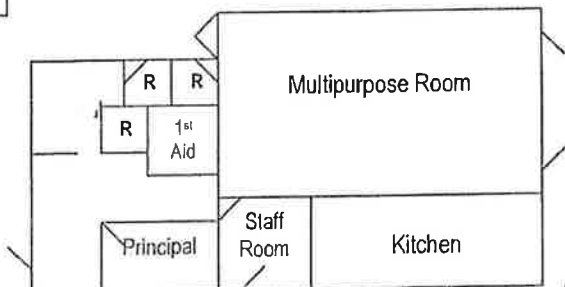 R R
Multipurpose Room
R
1st
Aid
Staff
Room
Principal
Kitchen